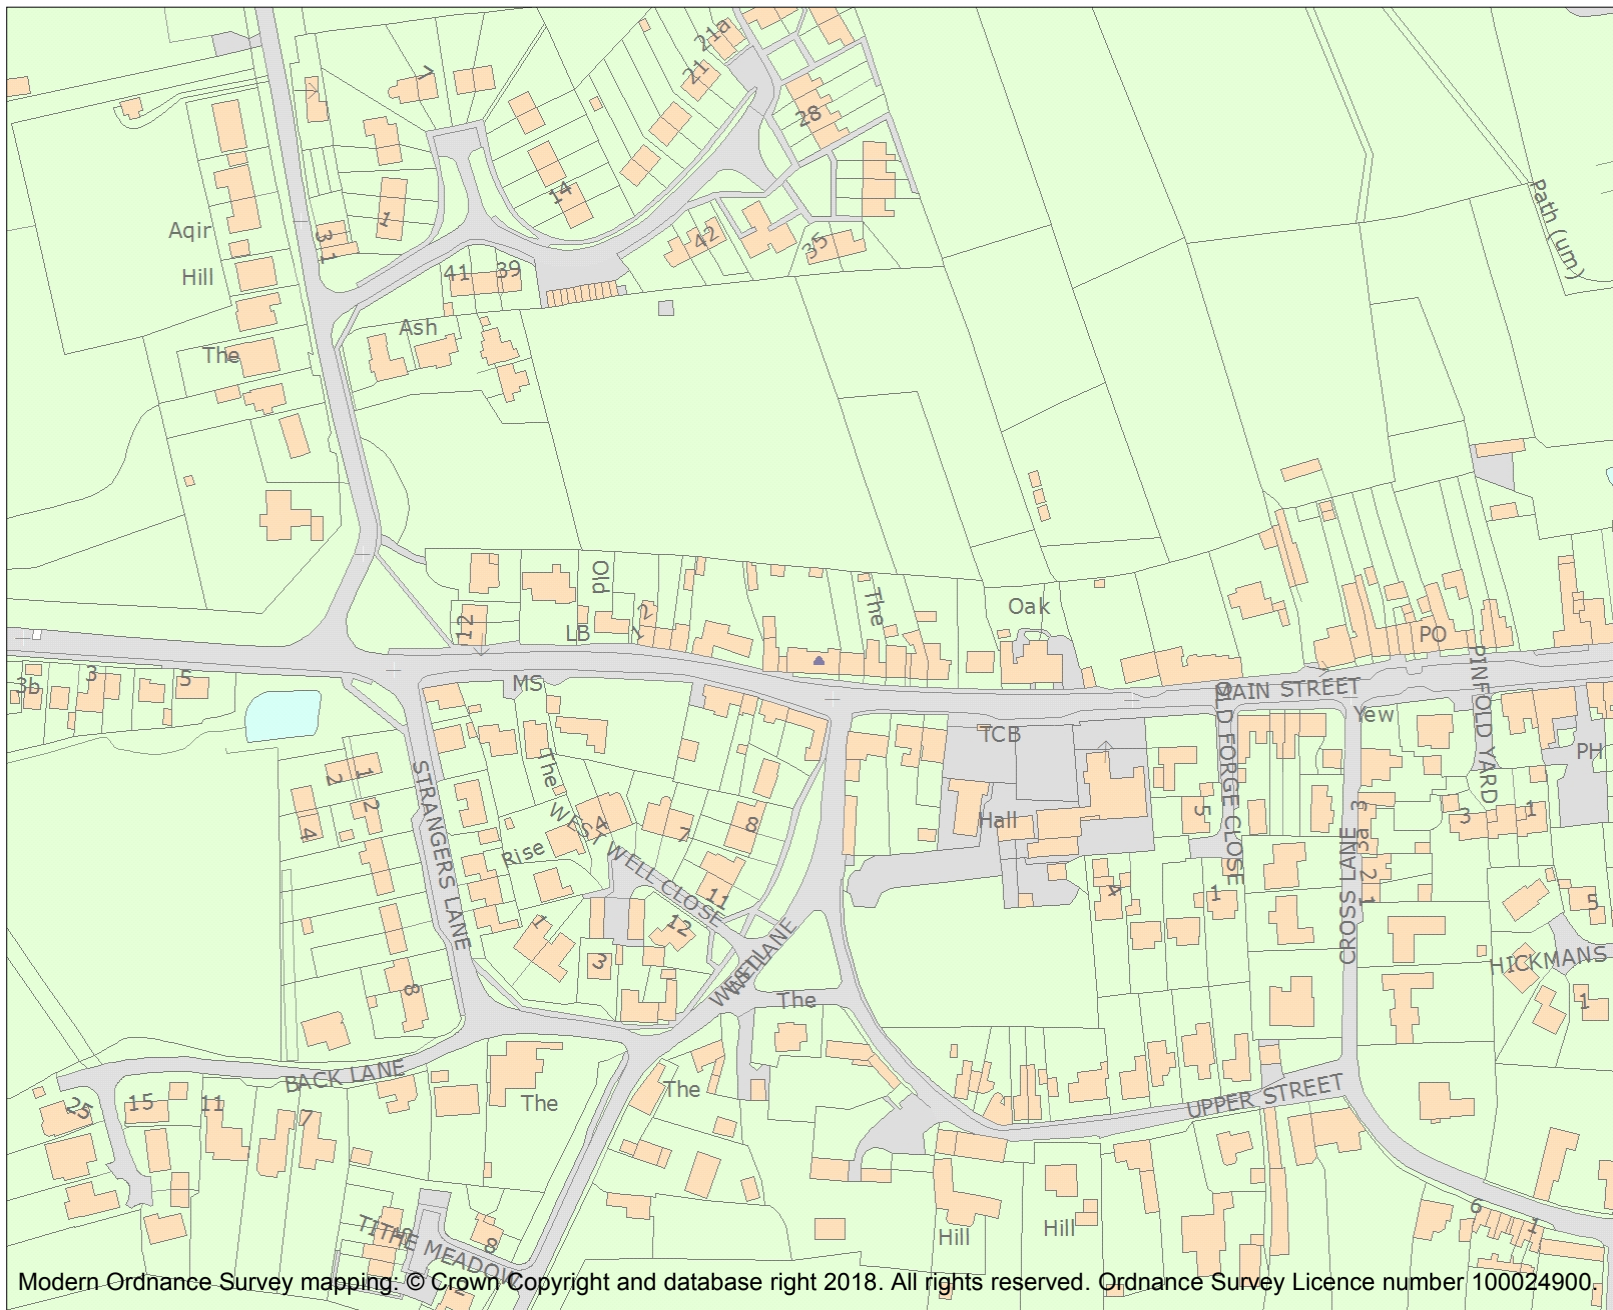 21a
21
7
28
14
1
Path (um)
Aqir
Hill
31
42
35
41
39
Ash
The
Old
12
LB
1
2
The
Oak
PO
3b
3
5
MS
MAIN STREET
Yew
TCB
PH
PINFOLD YARD
OLD FORGE CLOSE
STRANGERS LANE
2
1
2
4
The
WEST WELL CLOSE
4
7
8
Rise
Hall
5
3
1
CROSS LANE
3
3a
21
11
12
1
3
4
1
5
HICKMANS
1
8
WEST
WELL LANE
The
BACK LANE
The
The
UPPER STREET
25
15
11
7
TITHE MEADOW
8
Hill
Hill
6
1
Modern Ordnance Survey mapping: © Crown Copyright and database right 2018. All rights reserved. Ordnance Survey Licence number 100024900.